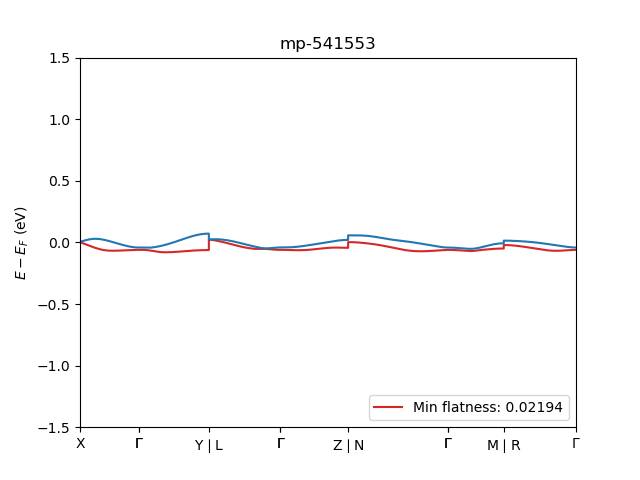 mp-541553
1.5
1.0
0.5
0.0
−0.5
−1.0
−1.5
E − E_F (eV)
Min flatness: 0.02194
X Γ Y | L Γ Z | N Γ M | R Γ